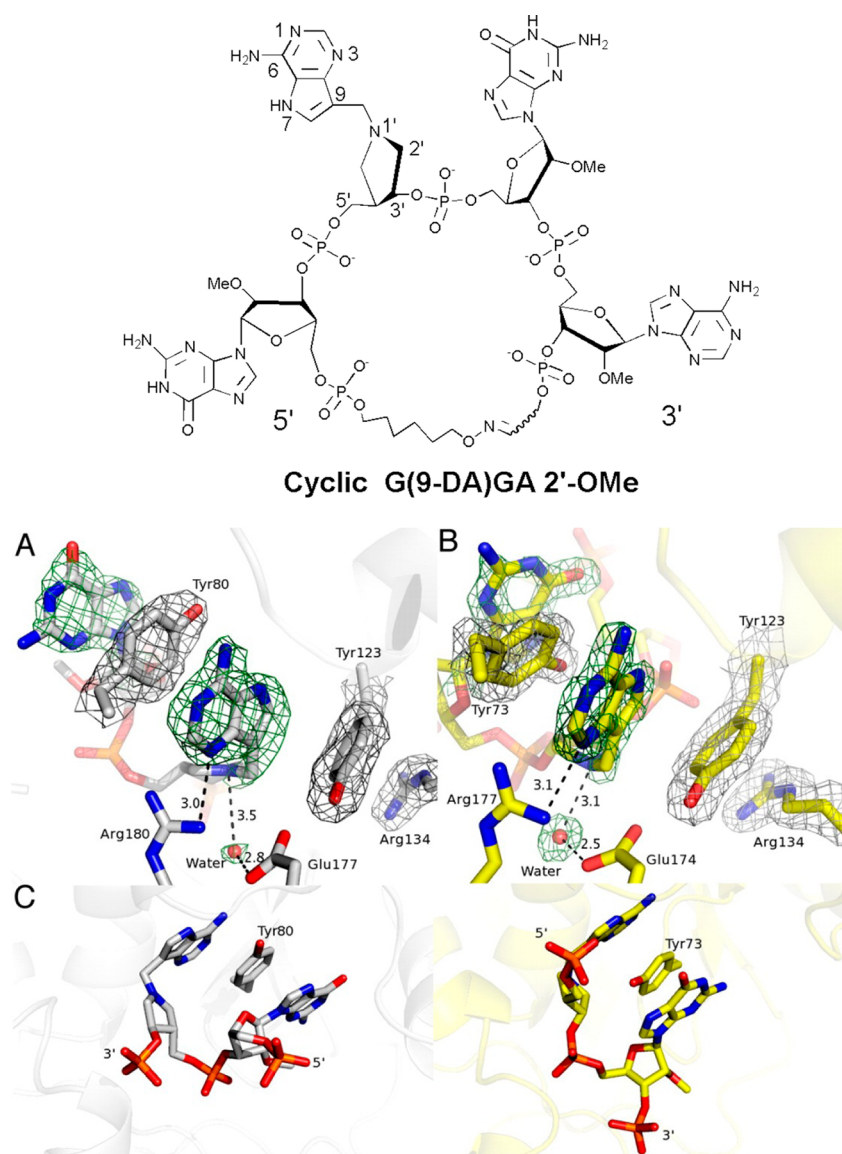 1
N
N
3
H2N
6
9
HN
7
N
1'
2'
5'
3'
O
HN
NH2
N
N
N
O
OMe
O-
O
P
O
O
O
O
P
O
O-
O
O
O
P
O-
O
MeO
N
NH2
N
N
N
N
O
H2N
N
N
HN
N
O
O
O-
P
O
O
O
O-
P
O
O
O
OMe
5'
O
N
3'
Cyclic G(9-DA)GA 2'-OMe
A
Tyr80
Tyr123
3.0
3.5
Arg180
Water
2.8
Glu177
Arg134
B
Tyr123
Tyr73
3.1
3.1
Arg177
2.5
Water
Glu174
Arg134
C
Tyr80
3'
5'
5'
Tyr73
3'